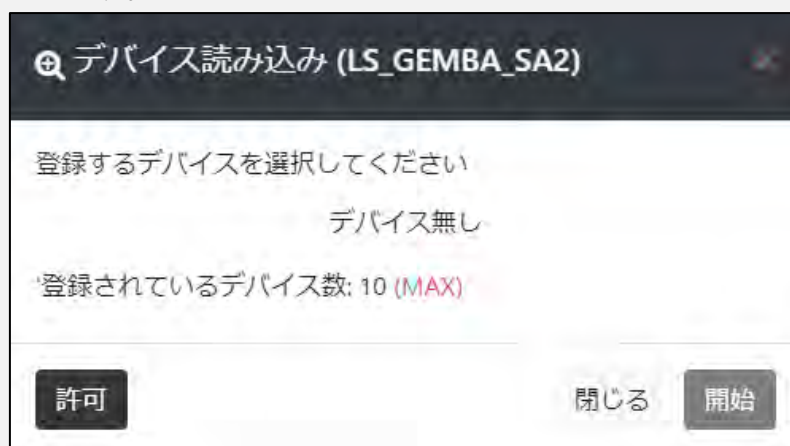 デバイス読み込み (LS_GEMBA_SA2)
登録するデバイスを選択してください
デバイス無し
'登録されているデバイス数: 10 (MAX)
許可 閉じる 開始